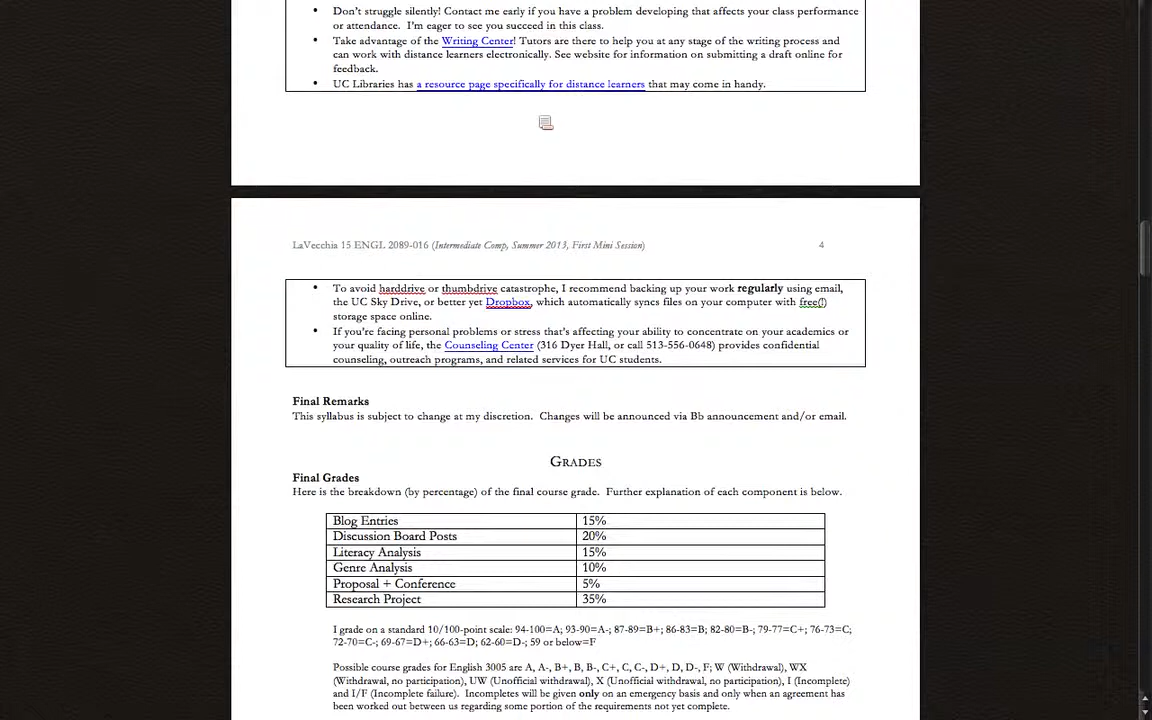 Don't struggle silently! Contact me early if you have a problem developing that affects your class performance
or attendance. I'm eager to see you succeed in this class.
Take advantage of the Writing Center! Tutors are there to help you at any stage of the writing process and
can work with distance learners electronically. See website for information on submitting a draft online for
feedback.
UC Libraries has a resource page specifically for distance learners that may come in handy.
LaVecchia 15 ENGL 2089-016 (Intermediate Comp, Summer 2013, First Mini Session) 4
To avoid harddrive or thumbdrive catastrophe, I recommend backing up your work regularly using email,
the UC Sky Drive, or better yet Dropbox, which automatically syncs files on your computer with free(!)
storage space online.
If you're facing personal problems or stress that's affecting your ability to concentrate on your academics or
your quality of life, the Counseling Center (316 Dyer Hall, or call 513-556-0648) provides confidential
counseling, outreach programs, and related services for UC students.
Final Remarks
This syllabus is subject to change at my discretion. Changes will be announced via Bb announcement and/or email.
GRADES
Final Grades
Here is the breakdown (by percentage) of the final course grade. Further explanation of each component is below.
Blog Entries 15%
Discussion Board Posts 20%
Literacy Analysis 15%
Genre Analysis 10%
Proposal + Conference 5%
Research Project 35%
I grade on a standard 10/100-point scale: 94-100=A; 93-90=A-; 87-89=B+; 86-83=B; 82-80=B-; 79-77=C+; 76-73=C;
72-70=C-; 69-67=D+; 66-63=D; 62-60=D-; 59 or below=F
Possible course grades for English 3005 are A, A-, B+, B, B-, C+, C, C-, D+, D, D-, F; W (Withdrawal), WX
(Withdrawal, no participation), UW (Unofficial withdrawal), X (Unofficial withdrawal, no participation), I (Incomplete)
and I/F (Incomplete failure). Incompletes will be given only on an emergency basis and only when an agreement has
been worked out between us regarding some portion of the requirements not yet complete.